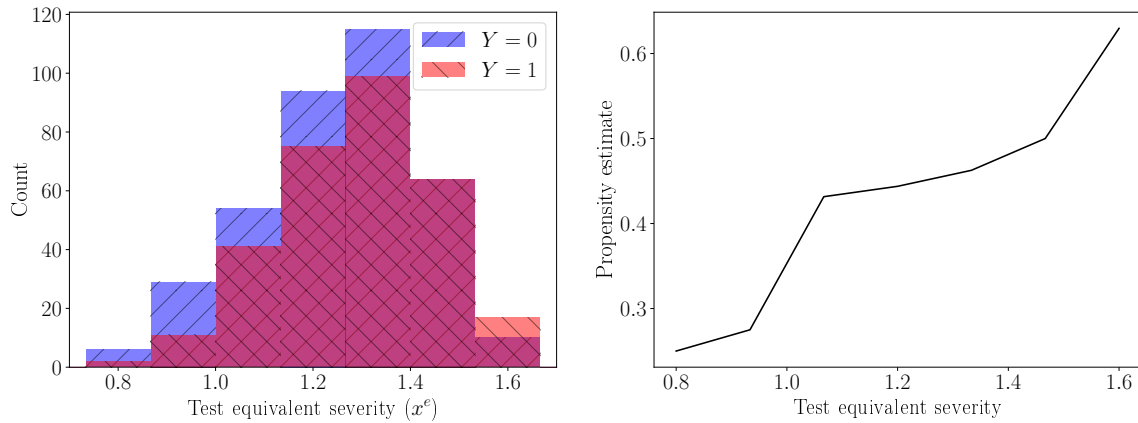 120
100
80
60
40
20
0
Count
0.8 1.0 1.2 1.4 1.6
Test equivalent severity (xᵉ)
Y = 0
Y = 1
0.6
0.5
0.4
0.3
Propensity estimate
0.8 1.0 1.2 1.4 1.6
Test equivalent severity